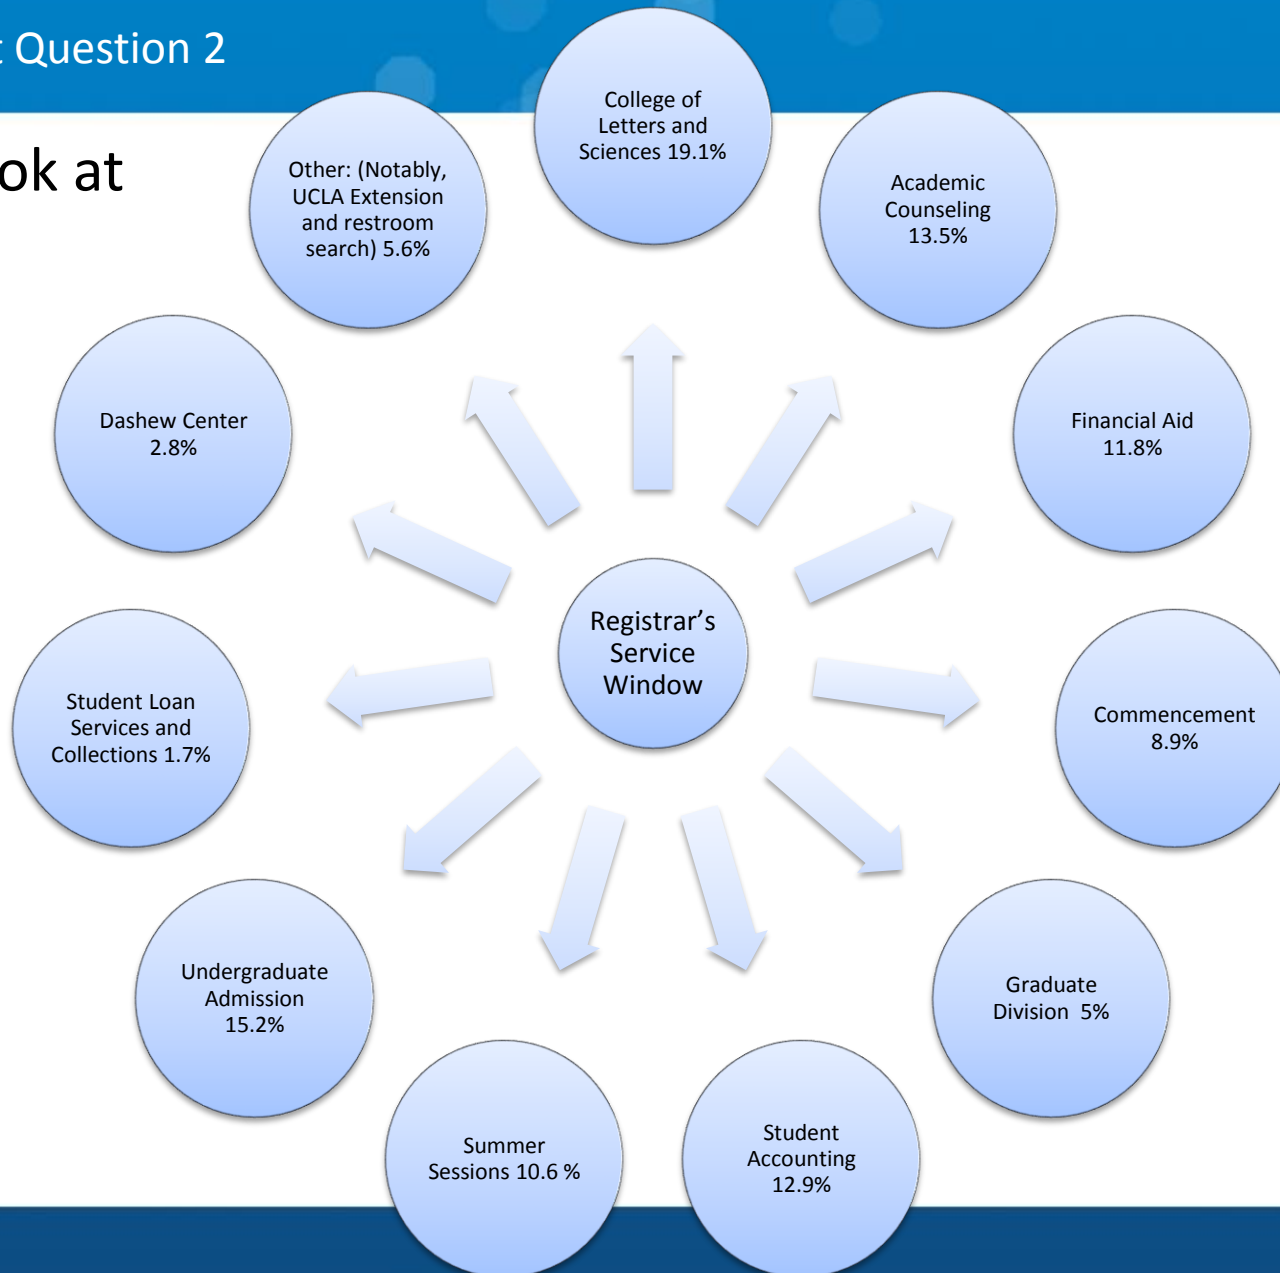 t Question 2
ok at
College of
Letters and
Sciences 19.1%
Academic
Counseling
13.5%
Financial Aid
11.8%
Commencement
8.9%
Graduate
Division  5%
Student
Accounting
12.9%
Summer
Sessions 10.6 %
Undergraduate
Admission
15.2%
Student Loan
Services and
Collections 1.7%
Dashew Center
2.8%
Other: (Notably,
UCLA Extension
and restroom
search) 5.6%
Registrar’s
Service
Window